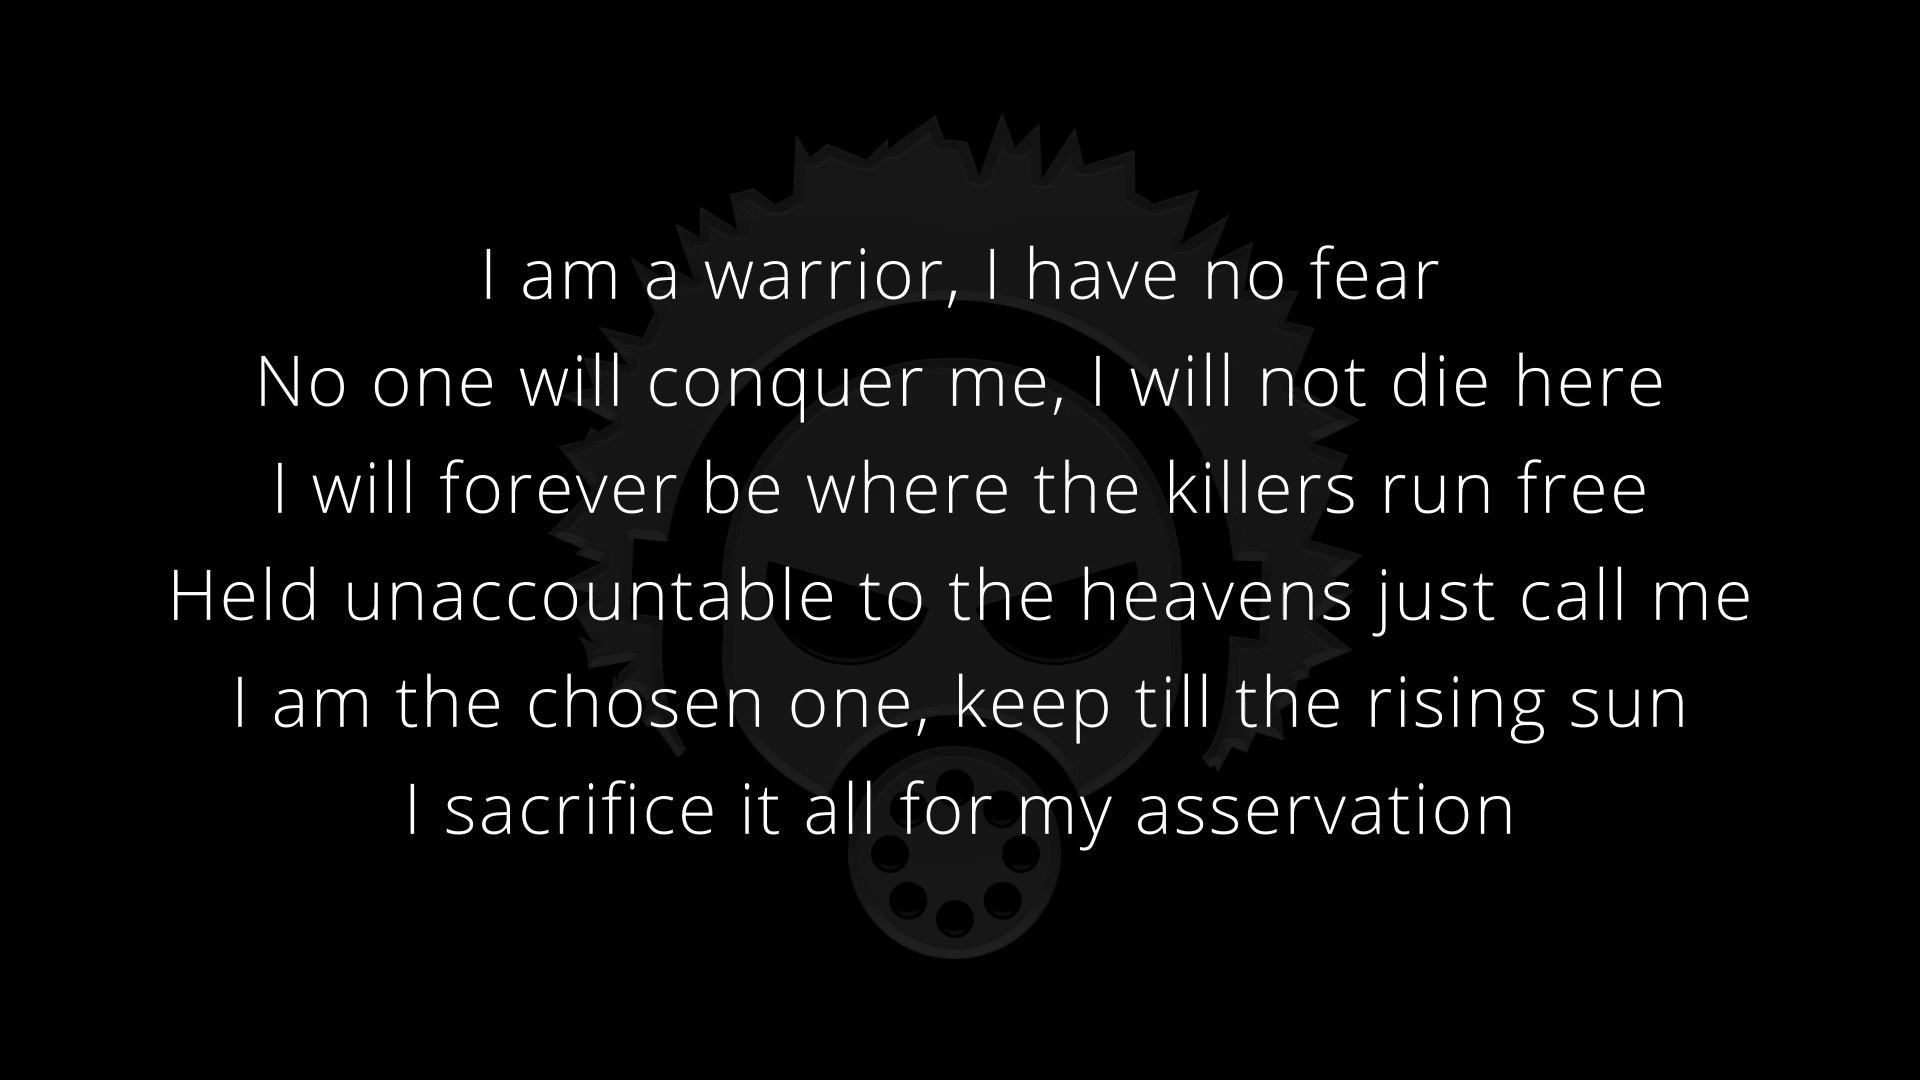 I am a warrior, I have no fear
No one will conquer me, I will not die here
I will forever be where the killers run free
Held unaccountable to the heavens just call me
I am the chosen one, keep till the rising sun
I sacrifice it all for my asservation